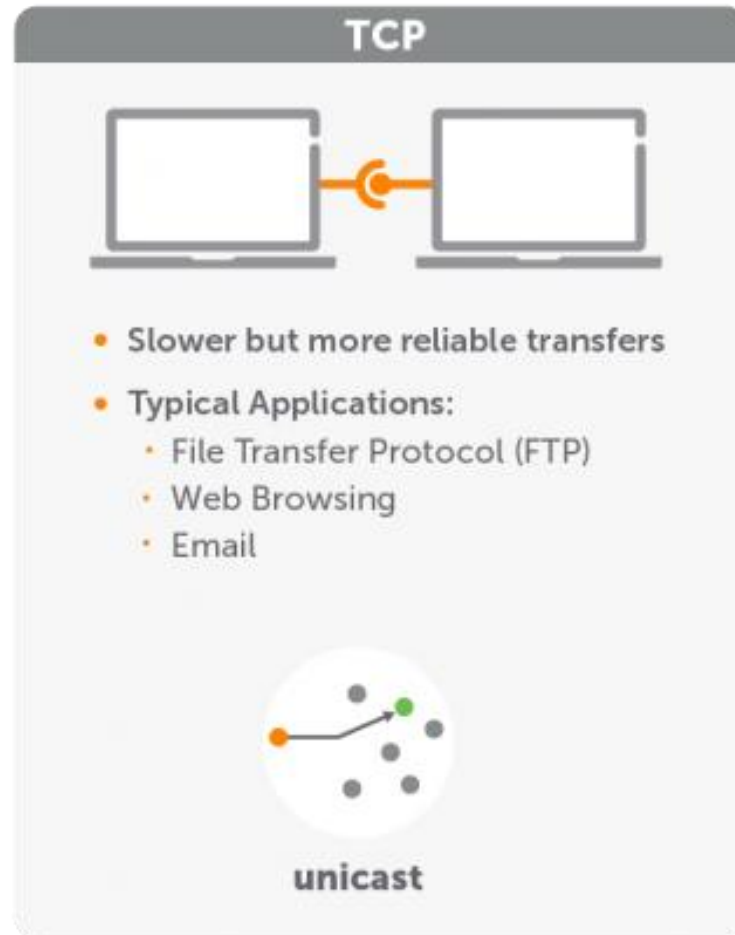 TCP
• Slower but more reliable transfers
• Typical Applications:
• File Transfer Protocol (FTP)
• Web Browsing
• Email
unicast